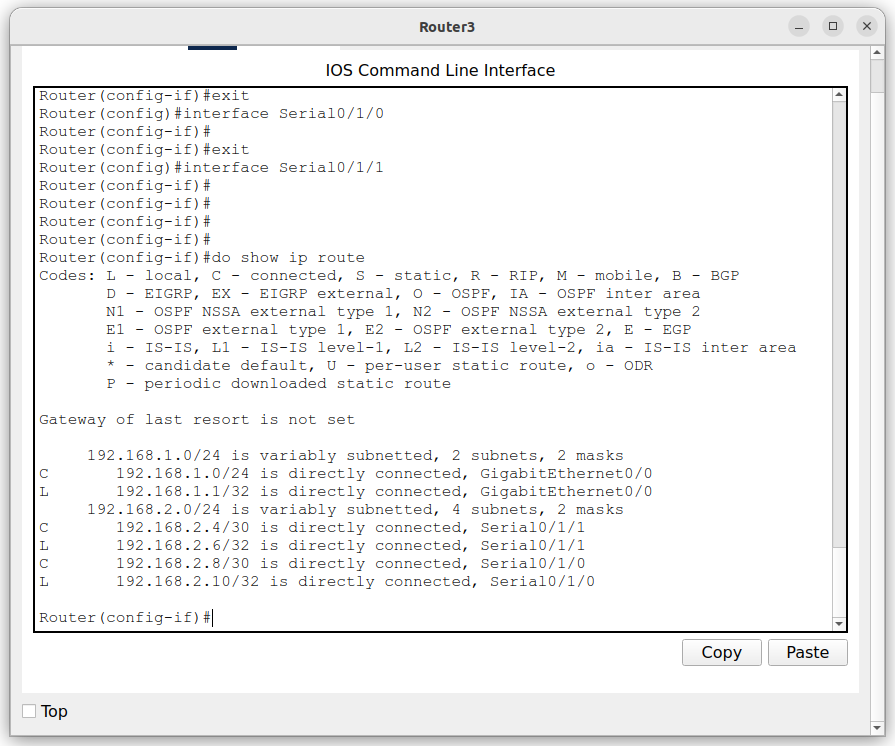 Router3
IOS Command Line Interface
Router(config-if)#exit
Router(config)#interface Serial0/1/0
Router(config-if)#
Router(config-if)#exit
Router(config)#interface Serial0/1/1
Router(config-if)#
Router(config-if)#
Router(config-if)#
Router(config-if)#
Router(config-if)#do show ip route
Codes: L - local, C - connected, S - static, R - RIP, M - mobile, B - BGP
       D - EIGRP, EX - EIGRP external, O - OSPF, IA - OSPF inter area
       N1 - OSPF NSSA external type 1, N2 - OSPF NSSA external type 2
       E1 - OSPF external type 1, E2 - OSPF external type 2, E - EGP
       i - IS-IS, L1 - IS-IS level-1, L2 - IS-IS level-2, ia - IS-IS inter area
       * - candidate default, U - per-user static route, o - ODR
       P - periodic downloaded static route
Gateway of last resort is not set
     192.168.1.0/24 is variably subnetted, 2 subnets, 2 masks
C       192.168.1.0/24 is directly connected, GigabitEthernet0/0
L       192.168.1.1/32 is directly connected, GigabitEthernet0/0
     192.168.2.0/24 is variably subnetted, 4 subnets, 2 masks
C       192.168.2.4/30 is directly connected, Serial0/1/1
L       192.168.2.6/32 is directly connected, Serial0/1/1
C       192.168.2.8/30 is directly connected, Serial0/1/0
L       192.168.2.10/32 is directly connected, Serial0/1/0
Router(config-if)#
Copy Paste
Top